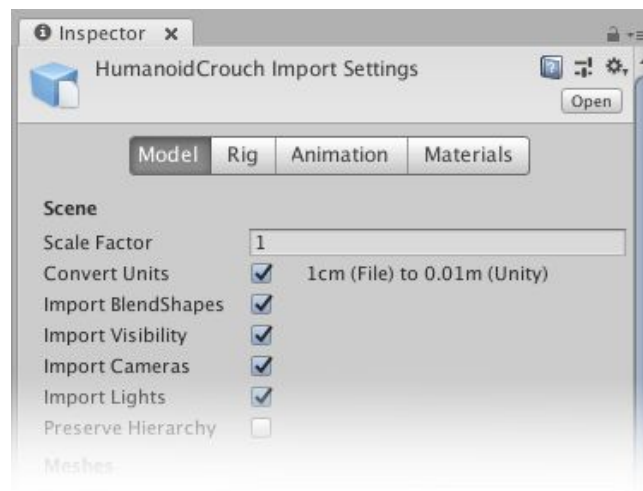 Inspector
HumanoidCrouch Import Settings
Open
Model Rig Animation Materials
Scene
Scale Factor 1
Convert Units 1cm (File) to 0.01m (Unity)
Import BlendShapes
Import Visibility
Import Cameras
Import Lights
Preserve Hierarchy
Meshes